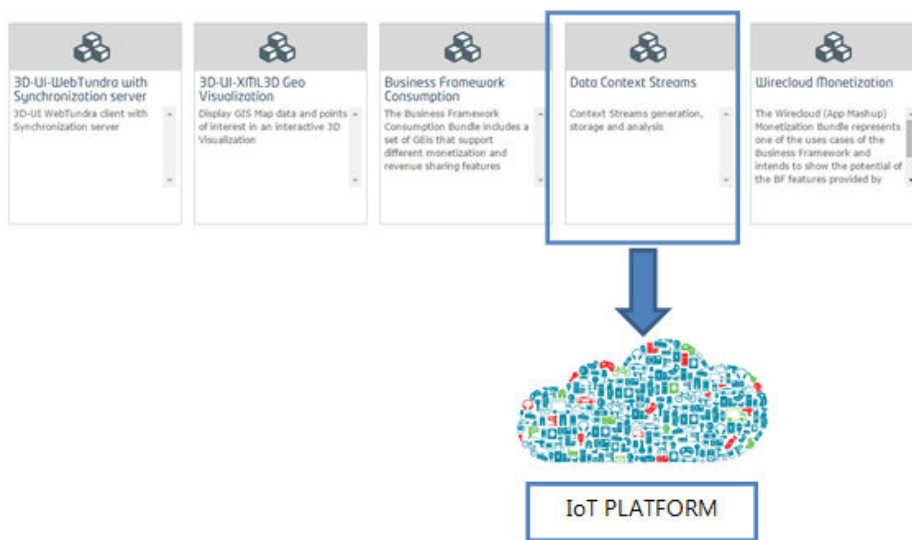 3D-UI-WebTundra with
Synchronization server
3D-UI WebTundra client with
Synchronization server
3D-UI-XML3D Geo
Visualization
Display GIS Map data and points
of interest in an interactive 3D
Visualization
Business Framework
Consumption
The Business Framework
Consumption Bundle includes a
set of GEis that support
different monetization and
revenue sharing features
Data Context Streams
Context Streams generation,
storage and analysis
Wirecloud Monetization
The Wirecloud (App Mashup)
Monetization Bundle represents
one of the uses cases of the
Business Framework and
intends to show the potential of
the BF features provided by
IoT PLATFORM